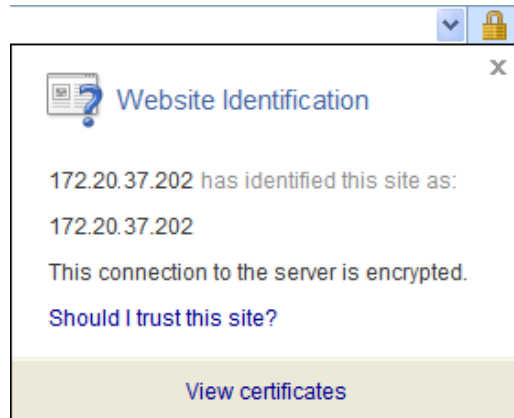 Website Identification
172.20.37.202 has identified this site as:
172.20.37.202
This connection to the server is encrypted.
Should I trust this site?
View certificates